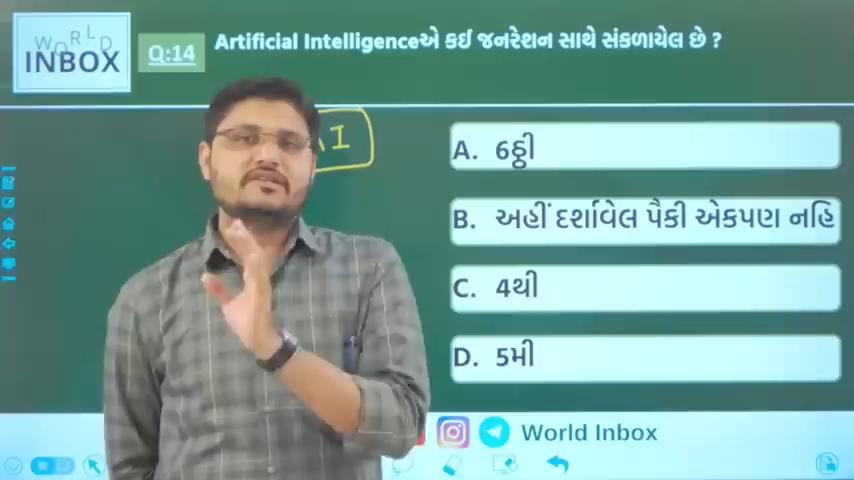 WORLD
INBOX
Q:14
Artificial Intelligenceએ કઈ જનરેશન સાથે સંકળાયેલ છે ?
AI
A. 6ઠ્ઠી
B. અહીં દર્શાવેલ પૈકી એકપણ નહિ
C. 4થી
D. 5મી
World Inbox